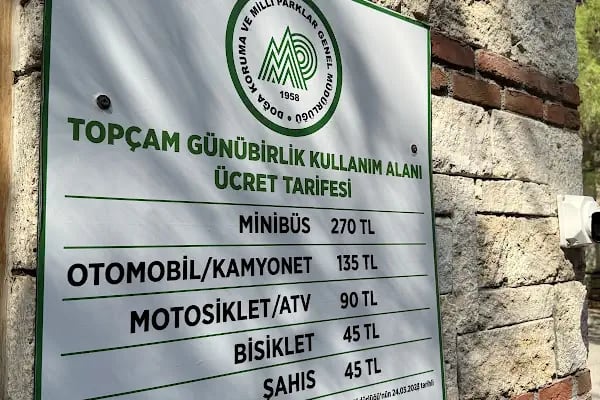 DOĞA KORUMA VE MİLLİ PARKLAR GENEL MÜDÜRLÜĞÜ
MP
1958
TOPÇAM GÜNÜBİRLİK KULLANIM ALANI
ÜCRET TARİFESİ
MİNİBÜS 270 TL
OTOMOBİL/KAMYONET 135 TL
MOTOSİKLET/ATV 90 TL
BİSİKLET 45 TL
ŞAHIS 45 TL
tarihli